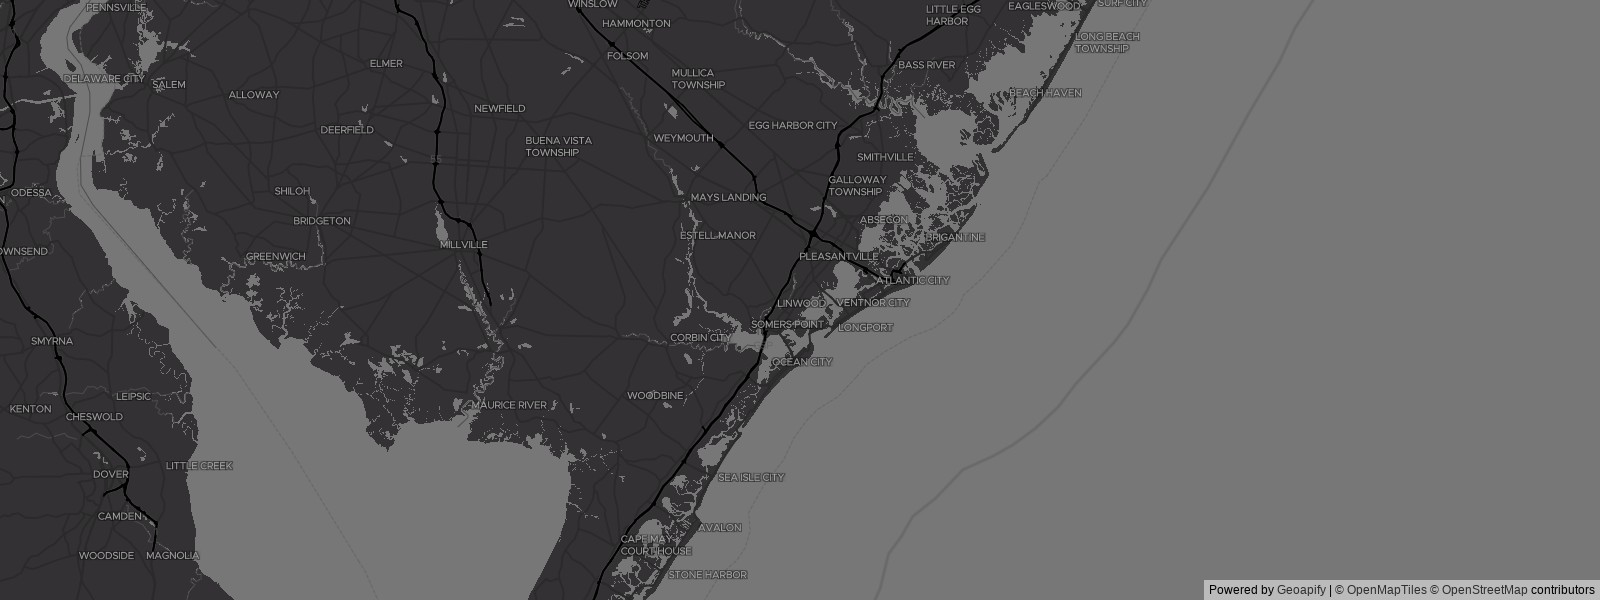 PENNSVILLE
WINSLOW
HAMMONTON
LITTLE EGG
HARBOR
EAGLESWOOD
SURF CITY
LONG BEACH
TOWNSHIP
FOLSOM
ELMER
BASS RIVER
DELAWARE CITY
SALEM
MULLICA
TOWNSHIP
ALLOWAY
BEACH HAVEN
NEWFIELD
DEERFIELD
EGG HARBOR CITY
WEYMOUTH
BUENA VISTA
TOWNSHIP
55
SMITHVILLE
GALLOWAY
TOWNSHIP
ODESSA
SHILOH
MAYS LANDING
BRIDGETON
ABSECON
ESTELL MANOR
BRIGANTINE
MILLVILLE
OWNSEND
GREENWICH
PLEASANTVILLE
ATLANTIC CITY
LINWOOD
VENTNOR CITY
SOMERS POINT
LONGPORT
SMYRNA
CORBIN CITY
OCEAN CITY
LEIPSIC
WOODBINE
KENTON
CHESWOLD
MAURICE RIVER
LITTLE CREEK
DOVER
SEA ISLE CITY
CAMDEN
AVALON
CAPE MAY
COURT HOUSE
WOODSIDE
MAGNOLIA
STONE HARBOR
Powered by Geoapify | © OpenMapTiles © OpenStreetMap contributors